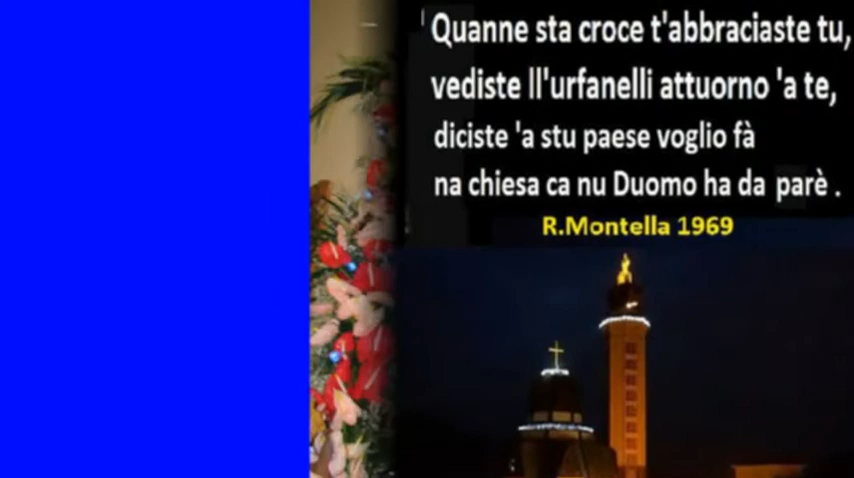 Quanne sta croce t'abbraciaste tu,
vediste ll'urfanelli attuorno 'a te,
diciste 'a stu paese voglio fà
na chiesa ca nu Duomo ha da parè .
R.Montella 1969